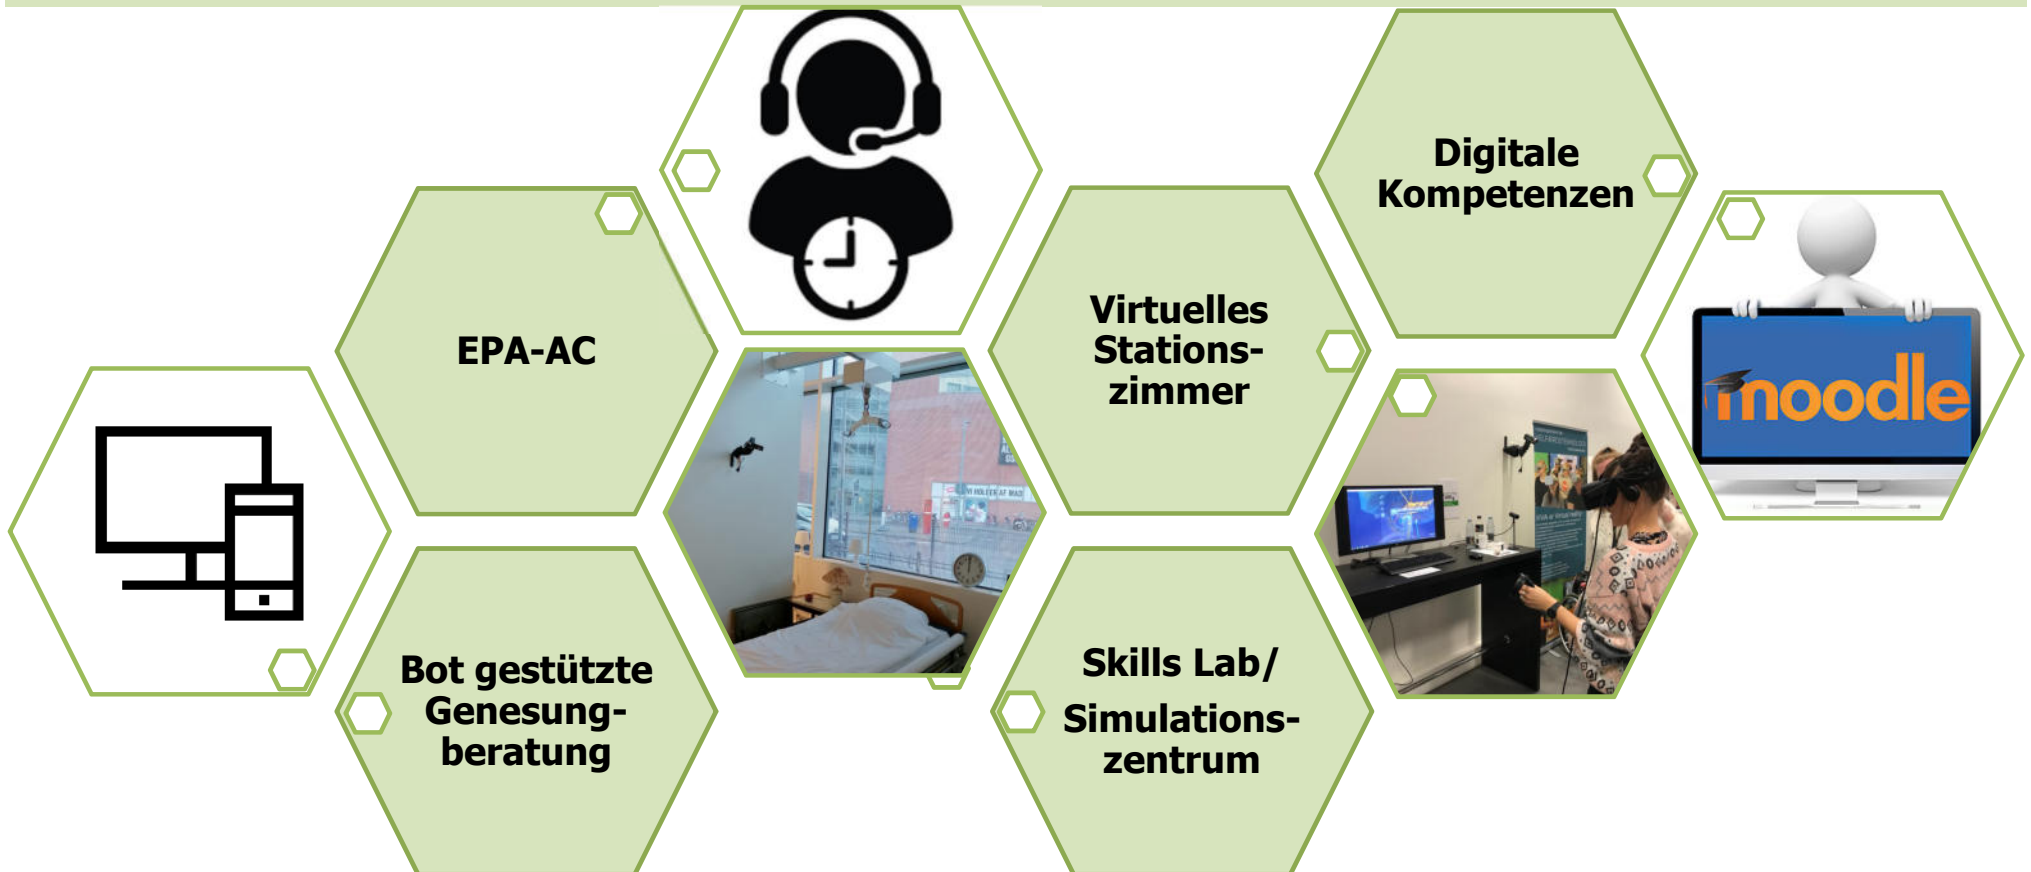 EPA-AC
Bot gestützte
Genesung-
beratung
Virtuelles
Stations-
zimmer
Skills Lab/
Simulations-
zentrum
Digitale
Kompetenzen
moodle